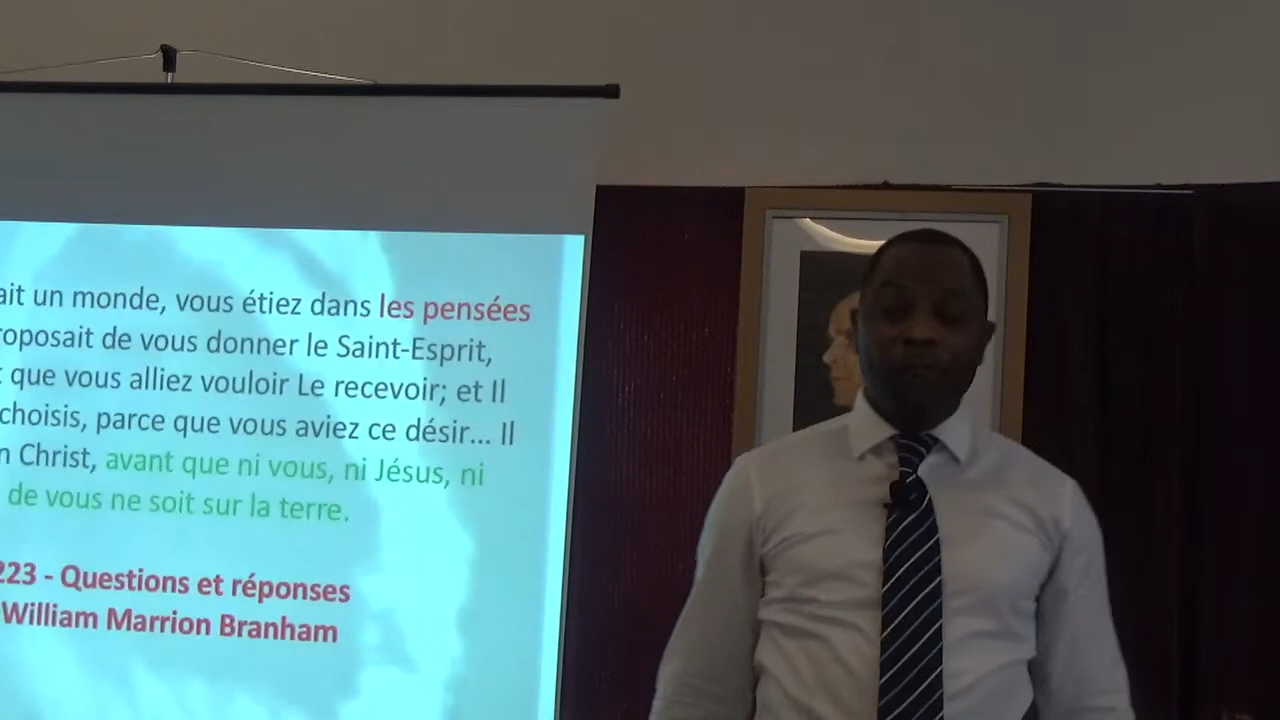 ait un monde, vous étiez dans les pensées
roposait de vous donner le Saint-Esprit,
que vous alliez vouloir Le recevoir; et Il
choisis, parce que vous aviez ce désir... Il
n Christ, avant que ni vous, ni Jésus, ni
de vous ne soit sur la terre.
223 - Questions et réponses
William Marrion Branham